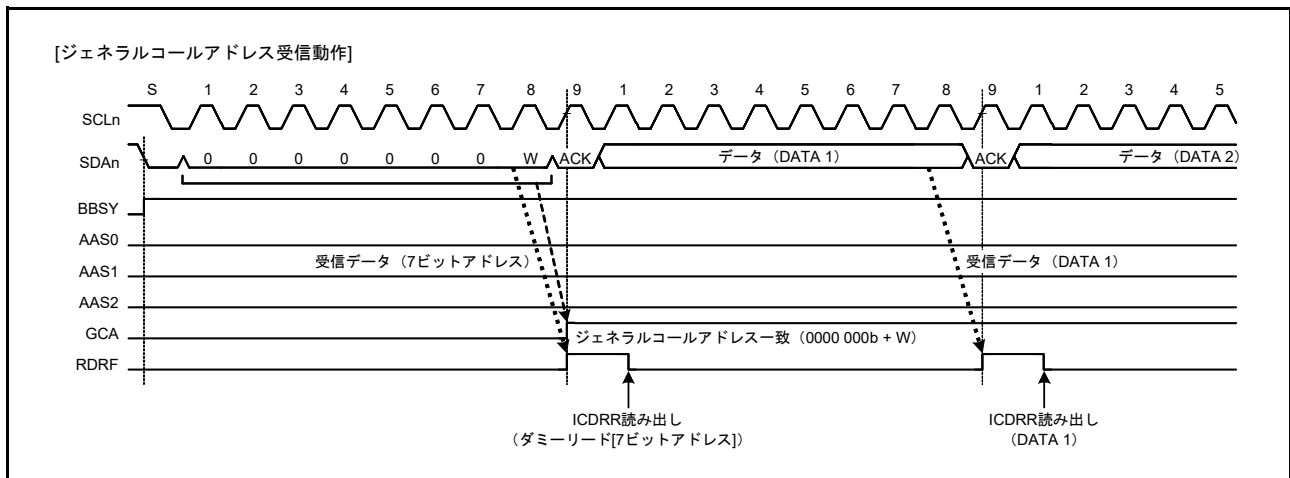 [ジェネラルコールアドレス受信動作]
S 1 2 3 4 5 6 7 8 9 1 2 3 4 5 6 7 8 9 1 2 3 4 5
SCLn
SDAn 0 0 0 0 0 0 0 W ACK データ（DATA 1） ACK データ（DATA 2）
BBSY
AAS0
受信データ（7ビットアドレス） 受信データ（DATA 1）
AAS1
AAS2
GCA ジェネラルコールアドレス一致（0000 000b + W）
RDRF
ICDRR読み出し ICDRR読み出し
（ダミーリード[7ビットアドレス]） （DATA 1）